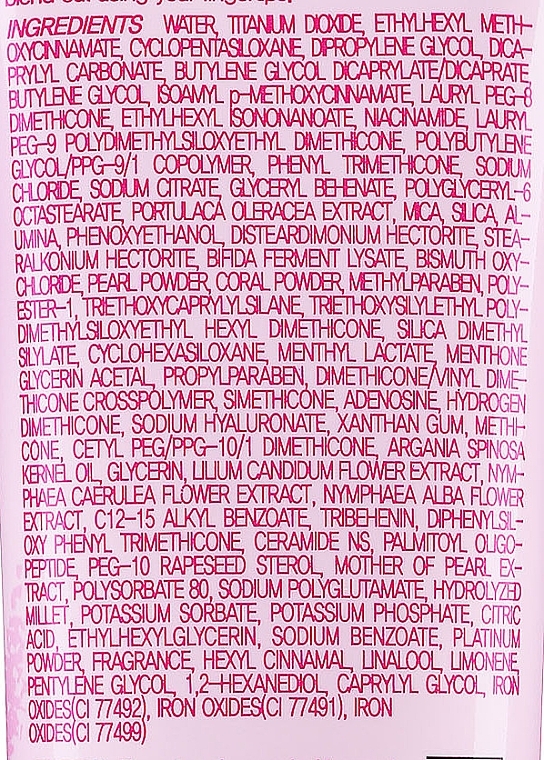 blend out using your fingertips.
INGREDIENTS WATER, TITANIUM DIOXIDE, ETHYLHEXYL METH-
OXYCINNAMATE, CYCLOPENTASILOXANE, DIPROPYLENE GLYCOL, DICA-
PRYLYL CARBONATE, BUTYLENE GLYCOL DICAPRYLATE/DICAPRATE,
BUTYLENE GLYCOL, ISOAMYL p-METHOXYCINNAMATE, LAURYL PEG-8
DIMETHICONE, ETHYLHEXYL ISONONANOATE, NIACINAMIDE, LAURYL
PEG-9 POLYDIMETHYLSILOXYETHYL DIMETHICONE, POLYBUTYLENE
GLYCOL/PPG-9/1 COPOLYMER, PHENYL TRIMETHICONE, SODIUM
CHLORIDE, SODIUM CITRATE, GLYCERYL BEHENATE, POLYGLYCERYL-6
OCTASTEARATE, PORTULACA OLERACEA EXTRACT, MICA, SILICA, AL-
UMINA, PHENOXYETHANOL, DISTEARDIMONIUM HECTORITE, STEA-
RALKONIUM HECTORITE, BIFIDA FERMENT LYSATE, BISMUTH OXY-
CHLORIDE, PEARL POWDER, CORAL POWDER, METHYLPARABEN, POLY-
ESTER-1, TRIETHOXYCAPRYLYLSILANE, TRIETHOXYSILYLETHYL POLY-
DIMETHYLSILOXYETHYL HEXYL DIMETHICONE, SILICA DIMETHYL
SILYLATE, CYCLOHEXASILOXANE, MENTHYL LACTATE, MENTHONE
GLYCERIN ACETAL, PROPYLPARABEN, DIMETHICONE/VINYL DIME-
THICONE CROSSPOLYMER, SIMETHICONE, ADENOSINE, HYDROGEN
DIMETHICONE, SODIUM HYALURONATE, XANTHAN GUM, METHI-
CONE, CETYL PEG/PPG-10/1 DIMETHICONE, ARGANIA SPINOSA
KERNEL OIL, GLYCERIN, LILIUM CANDIDUM FLOWER EXTRACT, NYM-
PHAEA CAERULEA FLOWER EXTRACT, NYMPHAEA ALBA FLOWER
EXTRACT, C12-15 ALKYL BENZOATE, TRIBEHENIN, DIPHENYLSIL-
OXY PHENYL TRIMETHICONE, CERAMIDE NS, PALMITOYL OLIGO-
PEPTIDE, PEG-10 RAPESEED STEROL, MOTHER OF PEARL EX-
TRACT, POLYSORBATE 80, SODIUM POLYGLUTAMATE, HYDROLYZED
MILLET, POTASSIUM SORBATE, POTASSIUM PHOSPHATE, CITRIC
ACID, ETHYLHEXYLGLYCERIN, SODIUM BENZOATE, PLATINUM
POWDER, FRAGRANCE, HEXYL CINNAMAL, LINALOOL, LIMONENE,
PENTYLENE GLYCOL, 1,2-HEXANEDIOL, CAPRYLYL GLYCOL, IRON
OXIDES(CI 77492), IRON OXIDES(CI 77491), IRON
OXIDES(CI 77499)